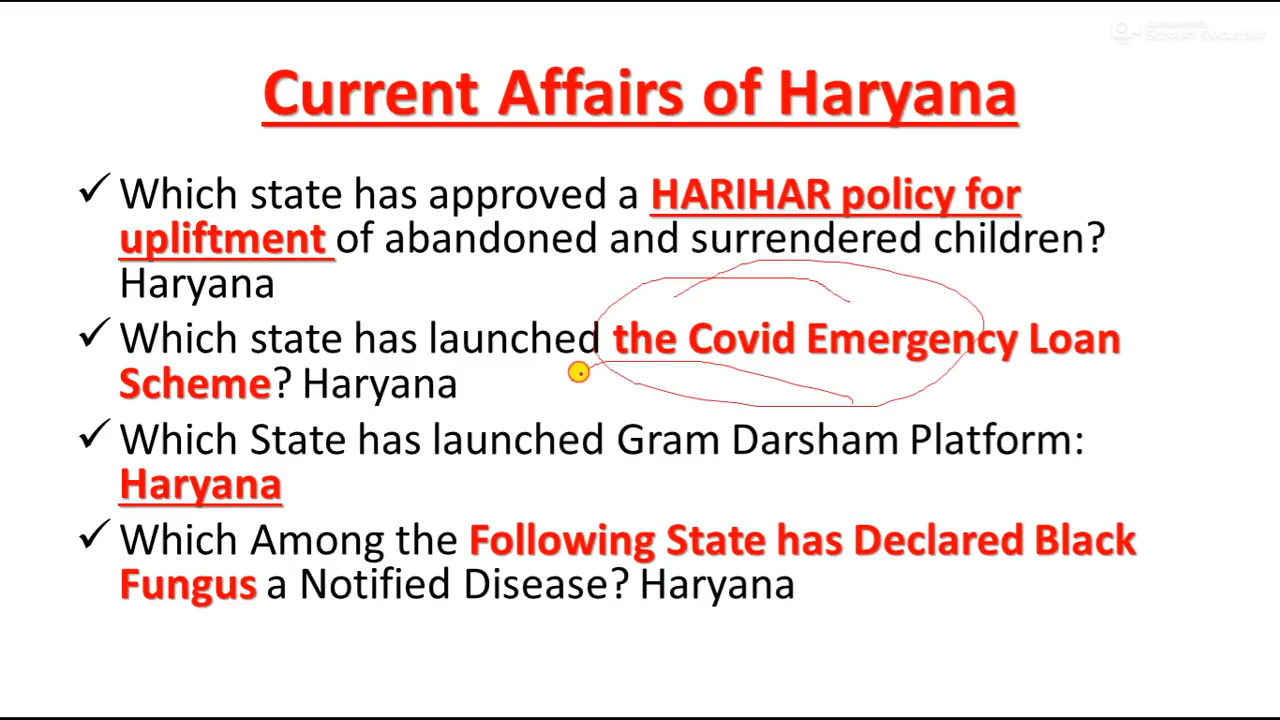 Screen Recorder
Current Affairs of Haryana
✓ Which state has approved a HARIHAR policy for
upliftment of abandoned and surrendered children?
Haryana
✓ Which state has launched the Covid Emergency Loan
Scheme? Haryana
✓ Which State has launched Gram Darsham Platform:
Haryana
✓ Which Among the Following State has Declared Black
Fungus a Notified Disease? Haryana